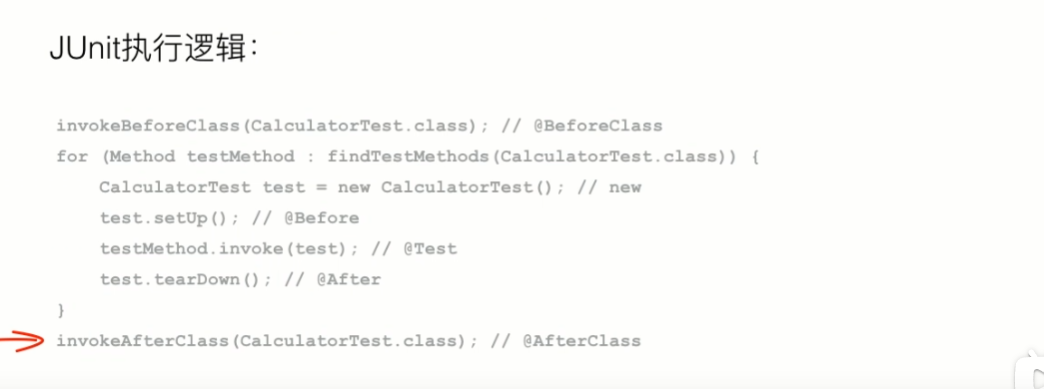 JUnit执行逻辑：
invokeBeforeClass(CalculatorTest.class); // @BeforeClass
for (Method testMethod : findTestMethods(CalculatorTest.class)) {
    CalculatorTest test = new CalculatorTest(); // new
    test.setUp(); // @Before
    testMethod.invoke(test); // @Test
    test.tearDown(); // @After
}
invokeAfterClass(CalculatorTest.class); // @AfterClass